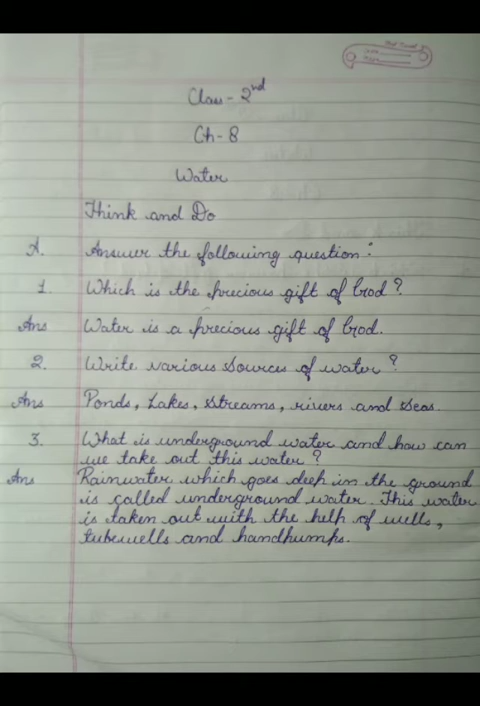 Class - 2nd
Ch - 8
Water
Think and Do
A. Answer the following question :
1. Which is the precious gift of God ?
Ans Water is a precious gift of God.
2. Write various sources of water ?
Ans Ponds, Lakes, Streams, rivers and Seas.
3. What is underground water and how can
we take out this water ?
Ans Rainwater which goes deep in the ground
is called underground water. This water
is taken out with the help of wells,
tubewells and handpumps.